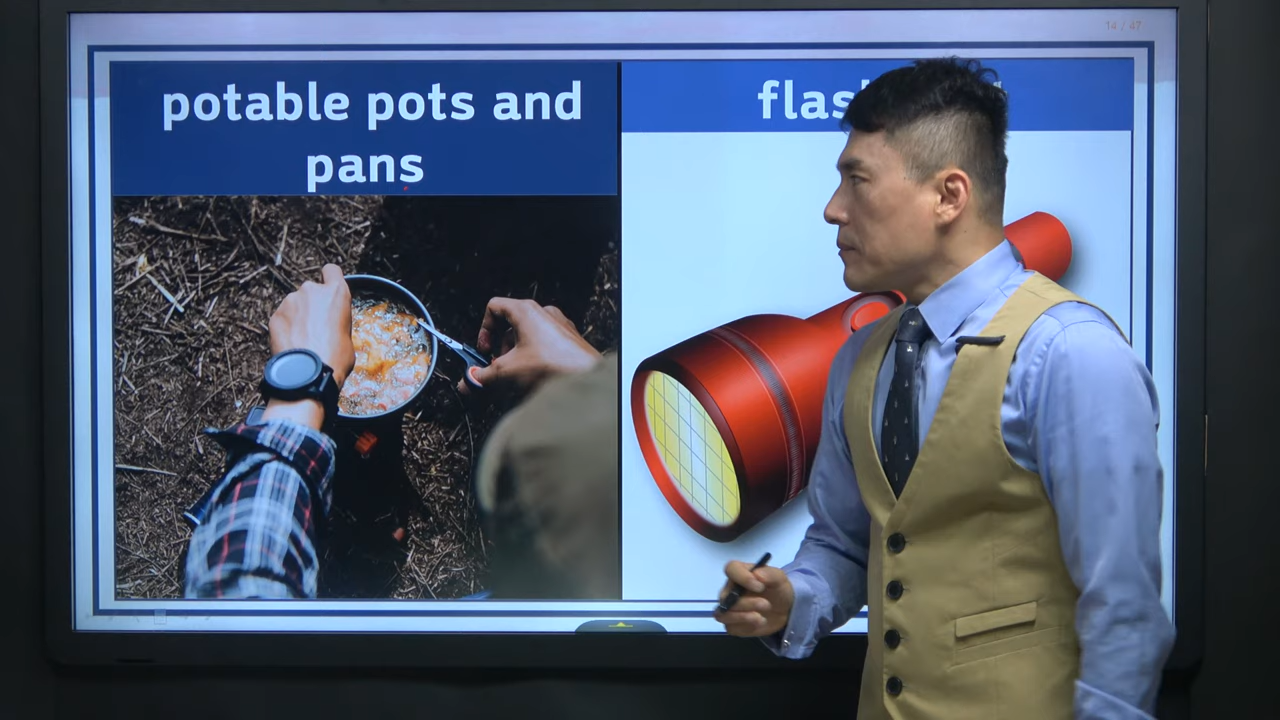 14 / 47
potable pots and
pans